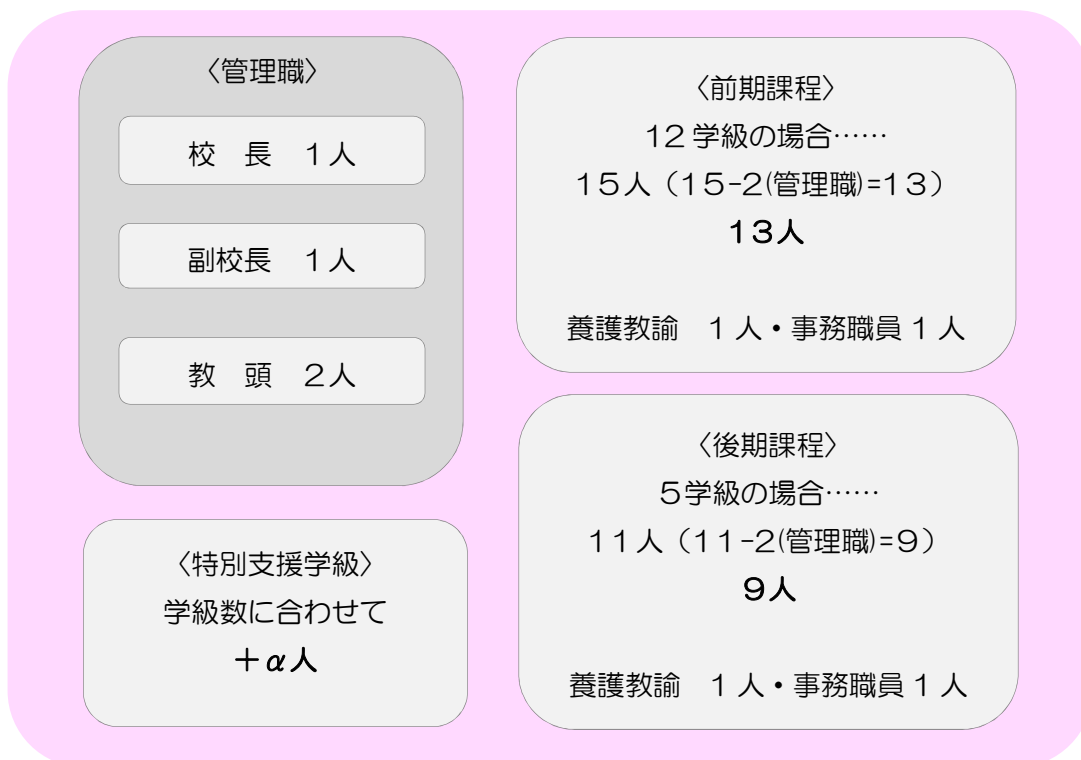 〈管理職〉
校　長　１人
副校長　１人
教　頭　２人
〈特別支援学級〉
学級数に合わせて
＋α人
〈前期課程〉
12学級の場合……
１５人（１５-２(管理職)=１３）
１３人
養護教諭　１人・事務職員１人
〈後期課程〉
５学級の場合……
１１人（１１-２(管理職)=９）
９人
養護教諭　１人・事務職員１人